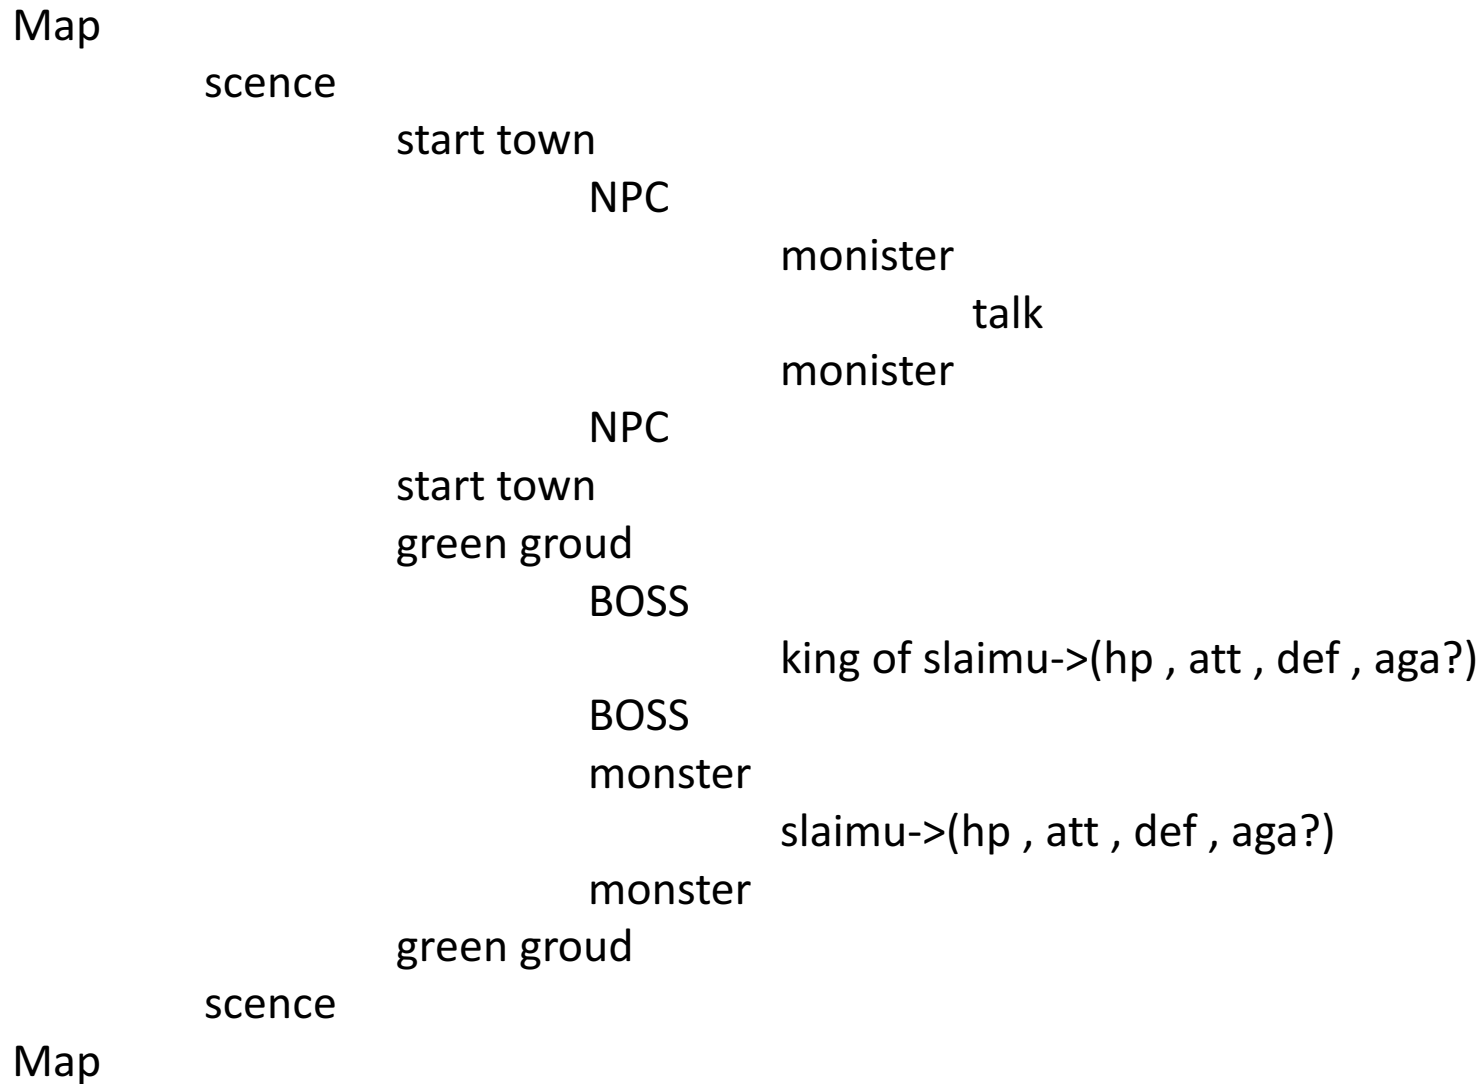 Map
scence
start town
NPC
monister
talk
monister
NPC
start town
green groud
BOSS
king of slaimu->(hp , att , def , aga?)
BOSS
monster
slaimu->(hp , att , def , aga?)
monster
green groud
scence
Map